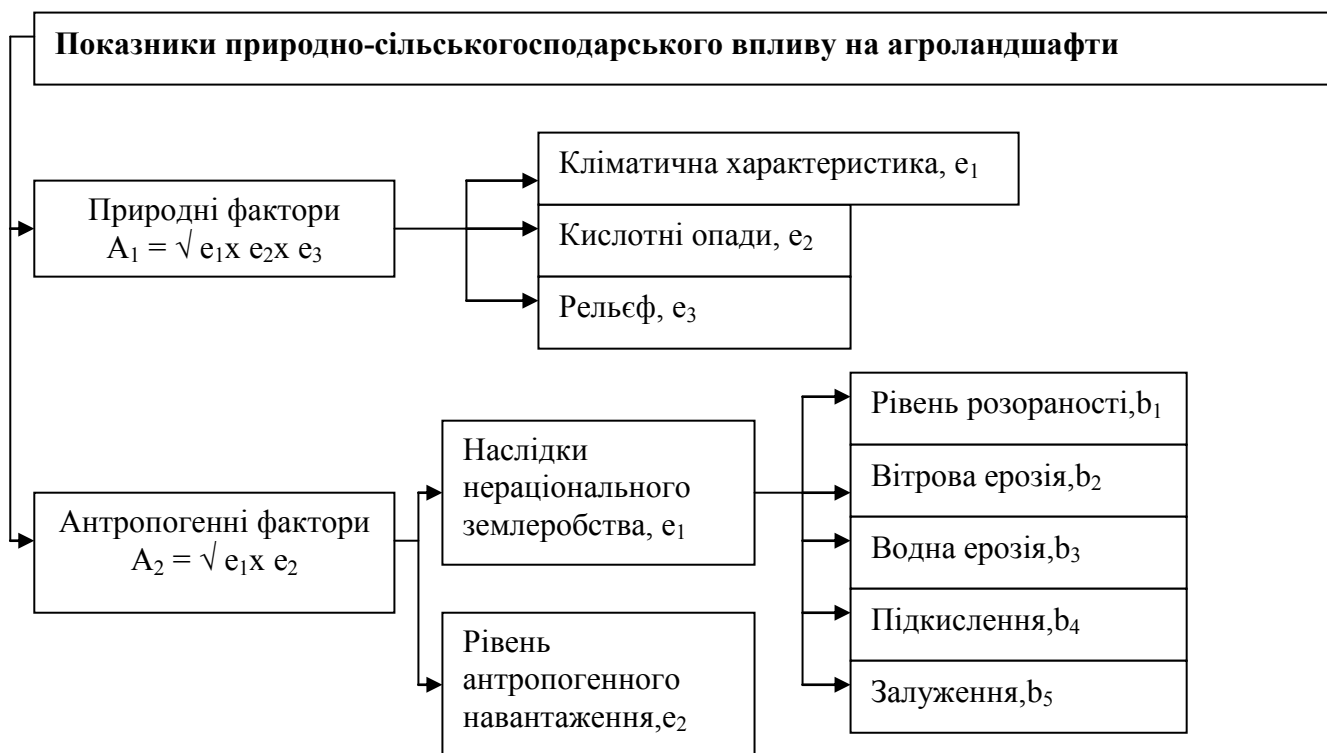 Показники природно-сільськогосподарського впливу на агроландшафти
Природні фактори
A₁ = √ e₁x e₂x e₃
Кліматична характеристика, e₁
Кислотні опади, e₂
Рельєф, e₃
Антропогенні фактори
A₂ = √ e₁x e₂
Наслідки
нераціонального
землеробства, e₁
Рівень
антропогенного
навантаження,e₂
Рівень розораності,b₁
Вітрова ерозія,b₂
Водна ерозія,b₃
Підкислення,b₄
Залуження,b₅